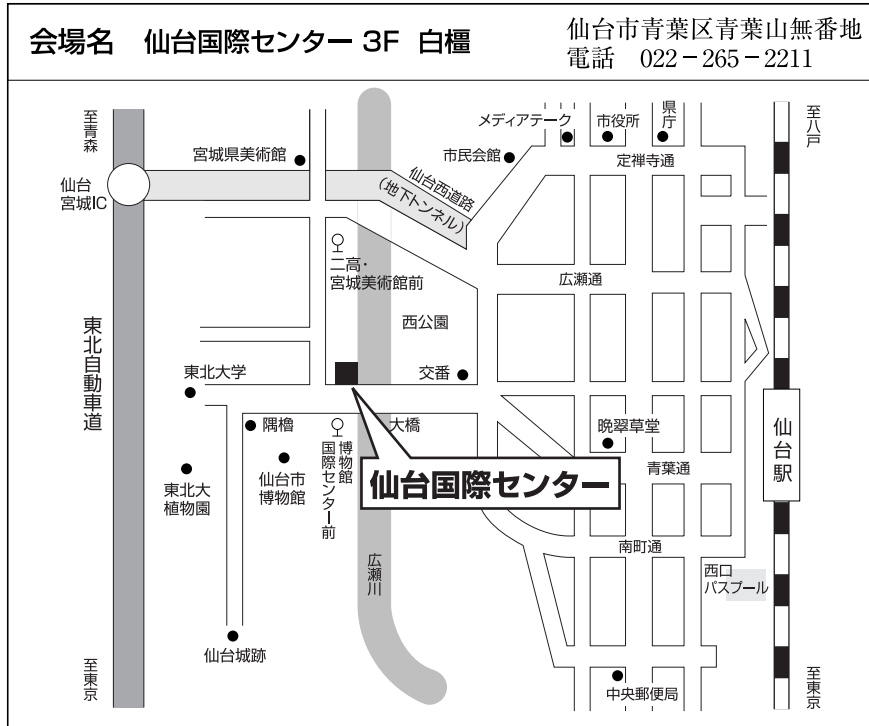 会場名 仙台国際センター 3F 白橿
仙台市青葉区青葉山無番地
電話 022-265-2211
至青森
仙台
宮城IC
宮城県美術館
仙台西道路
(地下トンネル)
市民会館
メディアテーク
市役所
県庁
定禅寺通
至八戸
二高・
宮城美術館前
広瀬通
西公園
東北自動車道
東北大学
交番
隅櫓
大橋
博物館
国際センター前
仙台国際センター
晩翠草堂
青葉通
仙台駅
東北大
植物園
仙台市
博物館
広瀬川
南町通
西口
バスプール
仙台城跡
中央郵便局
至東京
至東京